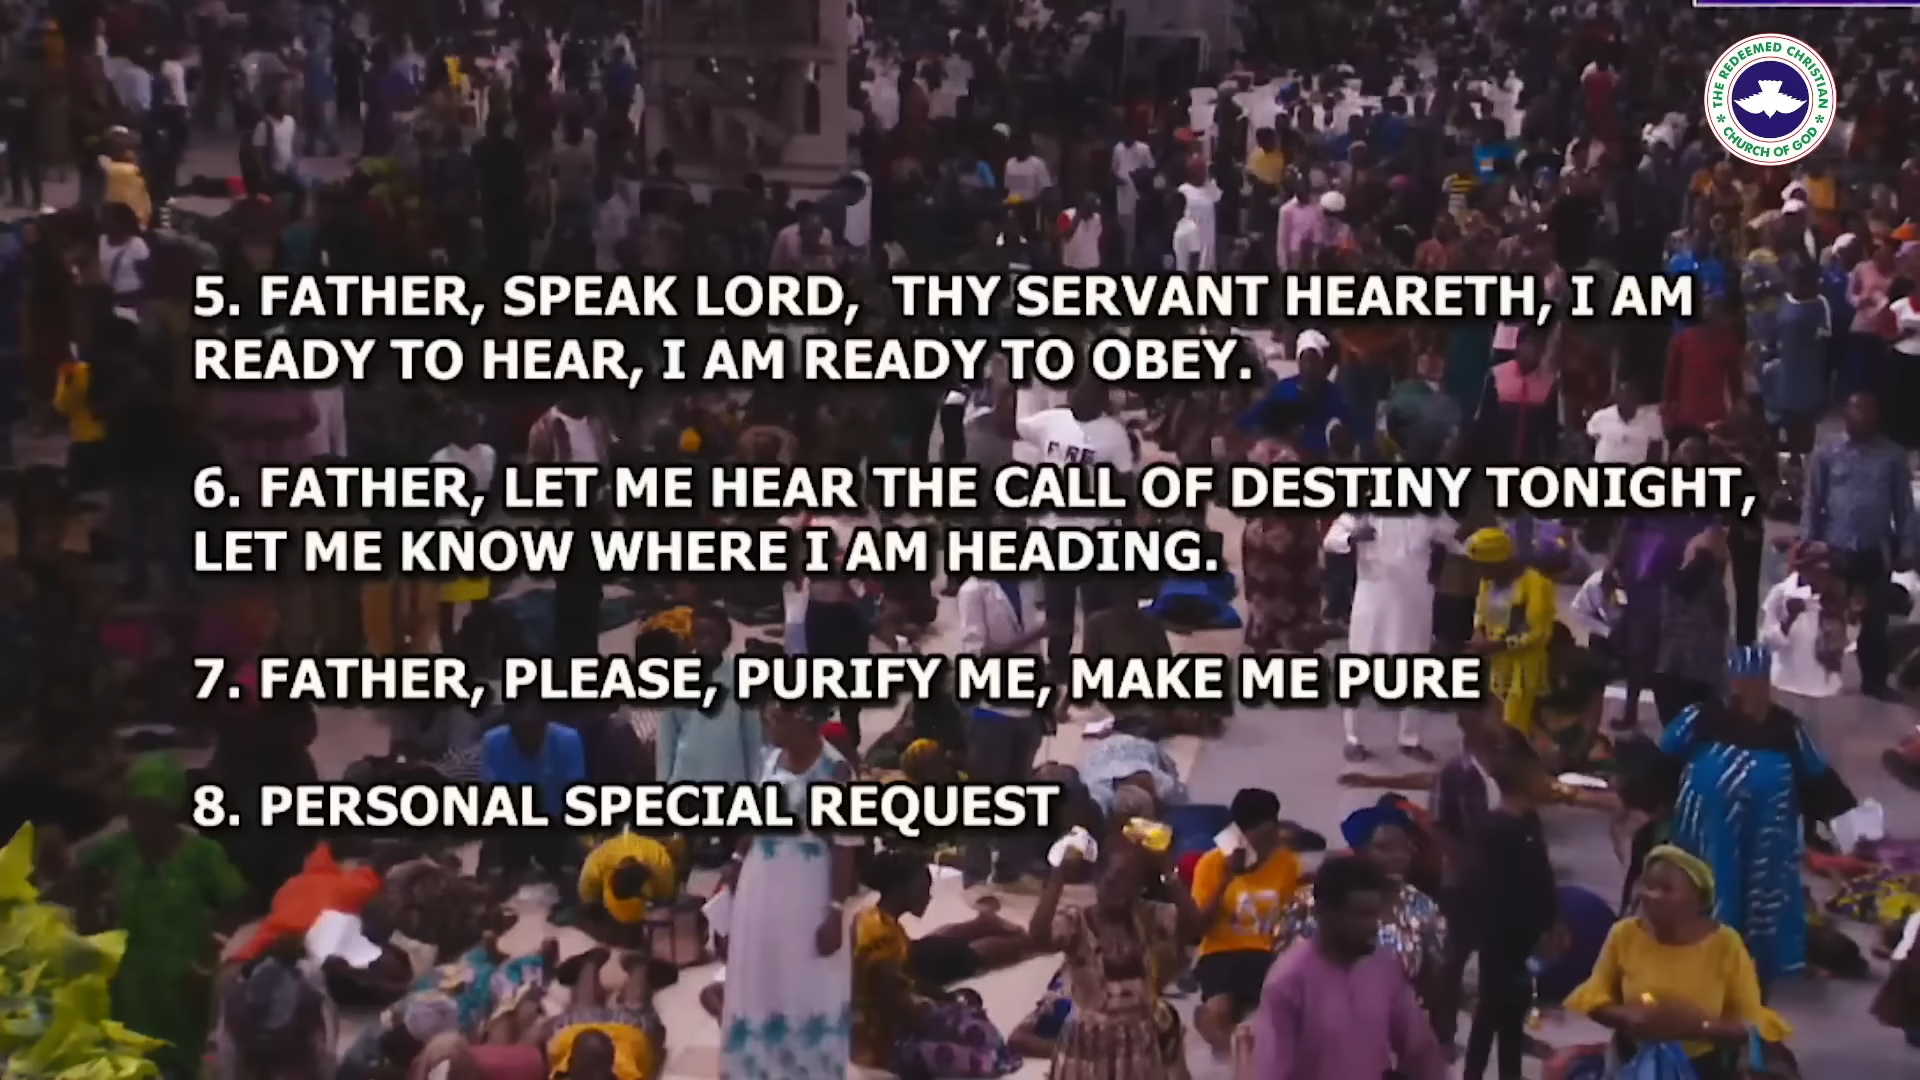 THE REDEEMED CHRISTIAN
CHURCH OF GOD
5. FATHER, SPEAK LORD,  THY SERVANT HEARETH, I AM
READY TO HEAR, I AM READY TO OBEY.
6. FATHER, LET ME HEAR THE CALL OF DESTINY TONIGHT,
LET ME KNOW WHERE I AM HEADING.
7. FATHER, PLEASE, PURIFY ME, MAKE ME PURE
8. PERSONAL SPECIAL REQUEST